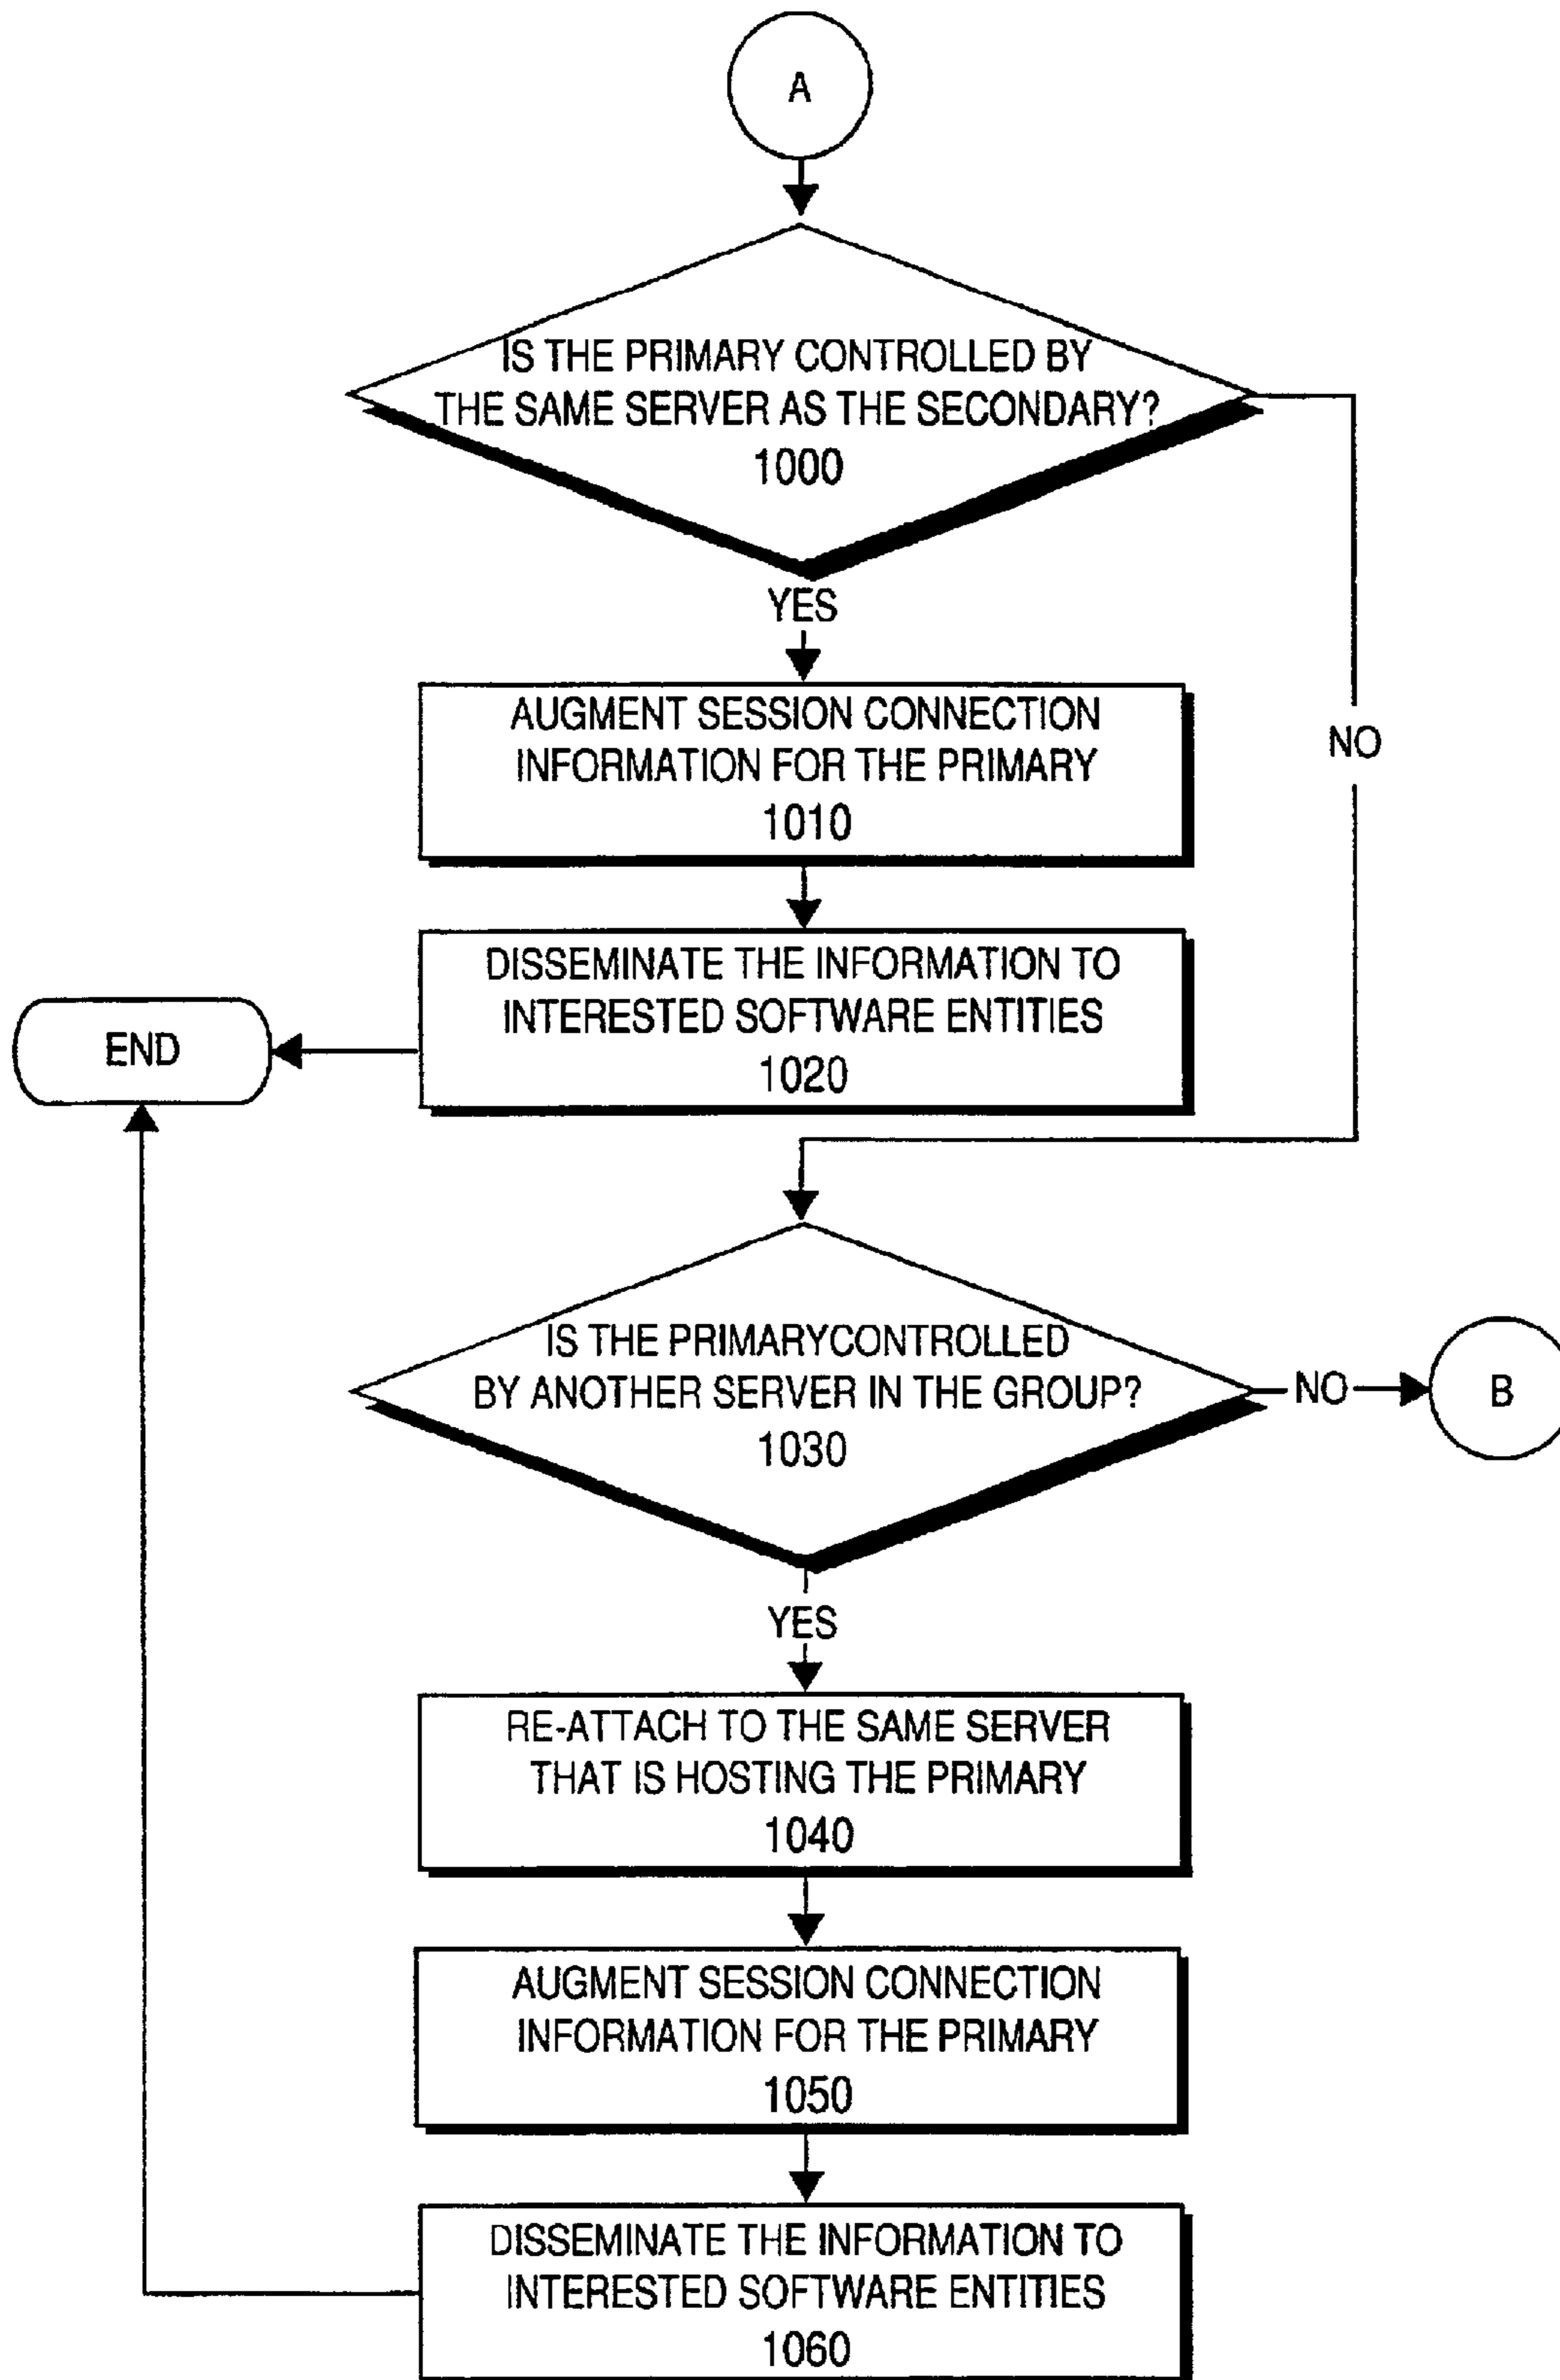 A
IS THE PRIMARY CONTROLLED BY
THE SAME SERVER AS THE SECONDARY?
1000
YES
NO
AUGMENT SESSION CONNECTION
INFORMATION FOR THE PRIMARY
1010
DISSEMINATE THE INFORMATION TO
INTERESTED SOFTWARE ENTITIES
1020
END
IS THE PRIMARYCONTROLLED
BY ANOTHER SERVER IN THE GROUP?
1030
NO
B
YES
RE-ATTACH TO THE SAME SERVER
THAT IS HOSTING THE PRIMARY
1040
AUGMENT SESSION CONNECTION
INFORMATION FOR THE PRIMARY
1050
DISSEMINATE THE INFORMATION TO
INTERESTED SOFTWARE ENTITIES
1060